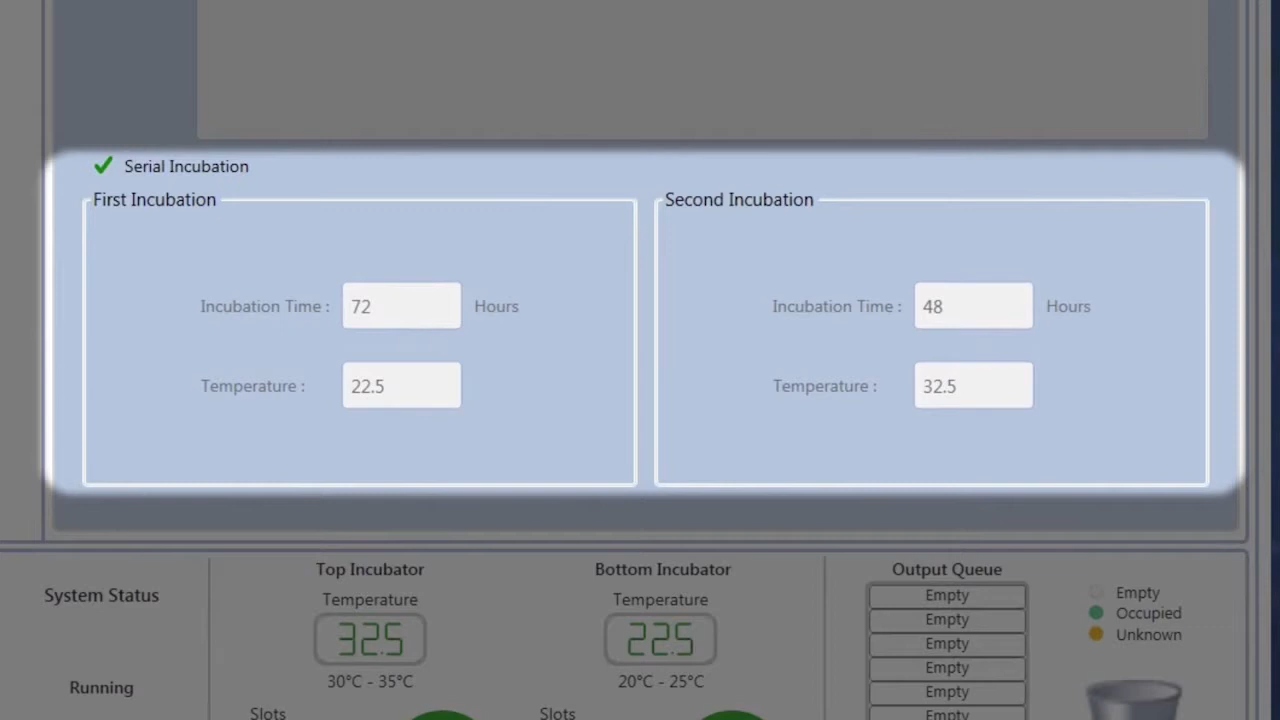 Serial Incubation
First Incubation
Incubation Time : 72 Hours
Temperature : 22.5
Second Incubation
Incubation Time : 48 Hours
Temperature : 32.5
System Status
Running
Top Incubator
Temperature
32.5
30°C - 35°C
Slots
Bottom Incubator
Temperature
22.5
20°C - 25°C
Slots
Output Queue
Empty
Empty
Empty
Empty
Empty
Empty
Empty
Occupied
Unknown